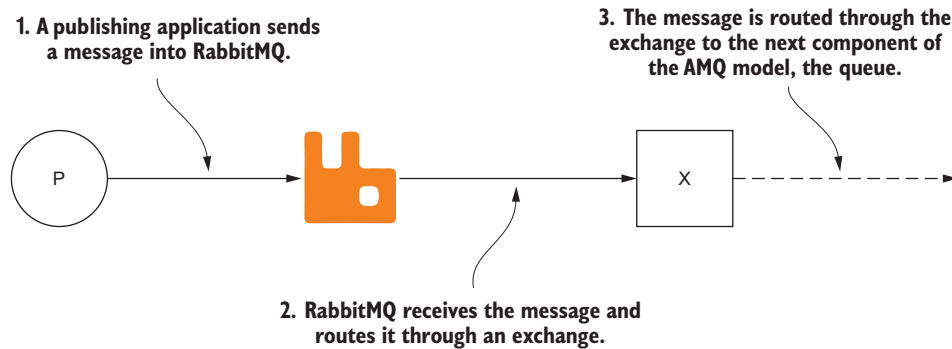 1. A publishing application sends
a message into RabbitMQ.
3. The message is routed through the
exchange to the next component of
the AMQ model, the queue.
P
X
2. RabbitMQ receives the message and
routes it through an exchange.